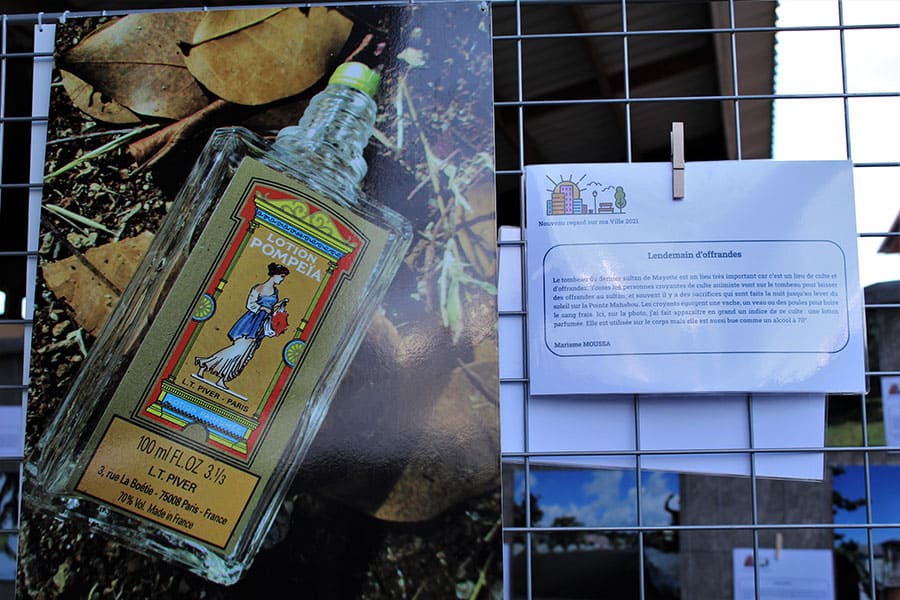 LOTION
POMPEÏA
L.T. PIVER - PARIS
100 ml FL.OZ 3 1/3
L.T. PIVER
3, rue La Boétie - 75008 Paris - France
70% Vol. Made in France
Nouveau regard sur ma Ville 2021
Lendemain d'offrandes
Le tombeau du dernier sultan de Mayotte est un lieu très important car c'est un lieu de culte et
d'offrandes. Toutes les personnes croyantes de culte animiste vont sur le tombeau pour laisser
des offrandes au sultan, et souvent il y a des sacrifices qui sont faits la nuit jusqu'au lever du
soleil sur la Pointe Mahabou. Les croyants égorgent une vache, un veau ou des poules pour boire
le sang frais. Ici, sur la photo, j'ai fait apparaître en grand un indice de ce culte : une lotion
parfumée. Elle est utilisée sur le corps mais elle est aussi bue comme un alcool à 70°.
Marisme MOUSSA